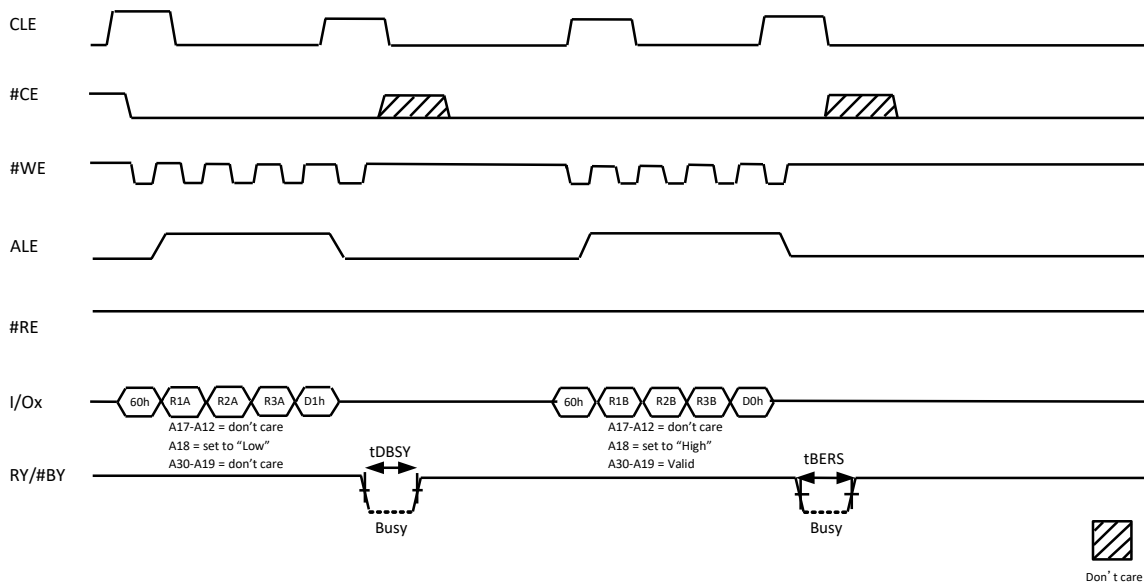 CLE
#CE
#WE
ALE
#RE
I/Ox
60h R1A R2A R3A D1h
60h R1B R2B R3B D0h
A17-A12 = don't care
A18 = set to “Low”
A30-A19 = don't care
A17-A12 = don't care
A18 = set to “High”
A30-A19 = Valid
RY/#BY
tDBSY
Busy
tBERS
Busy
Don’t care